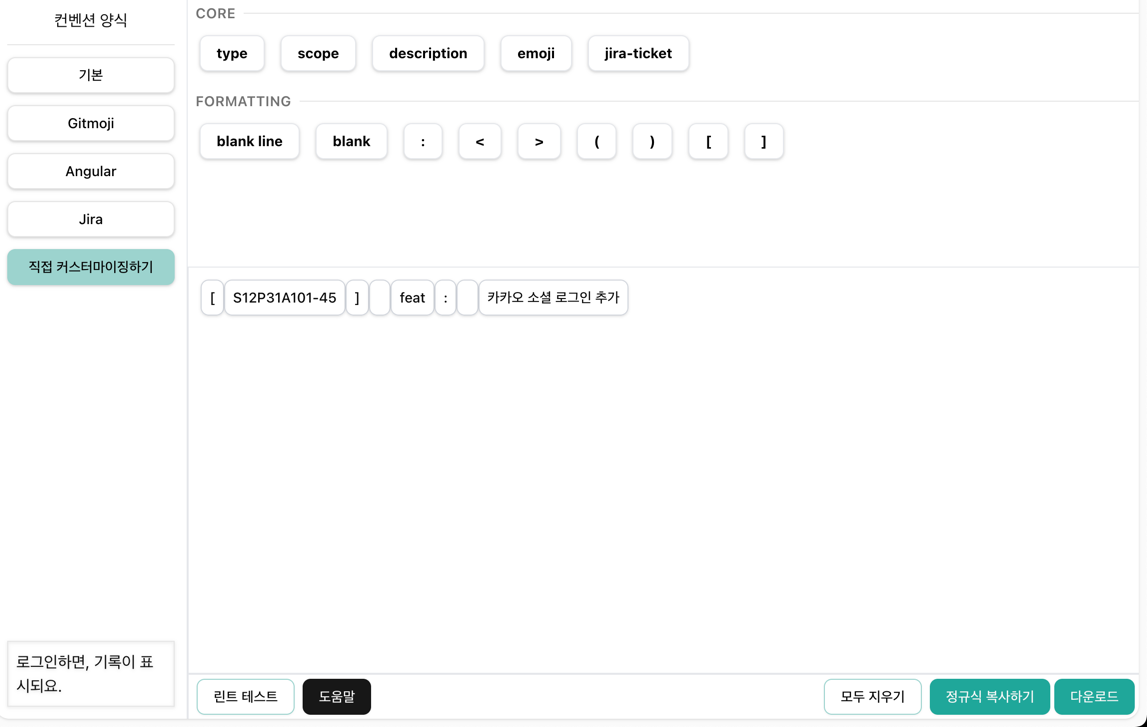 컨벤션 양식
기본
Gitmoji
Angular
Jira
직접 커스터마이징하기
로그인하면, 기록이 표
시되요.
CORE
type scope description emoji jira-ticket
FORMATTING
blank line blank : < > ( ) [ ]
[ S12P31A101-45 ] feat : 카카오 소셜 로그인 추가
린트 테스트 도움말 모두 지우기 정규식 복사하기 다운로드